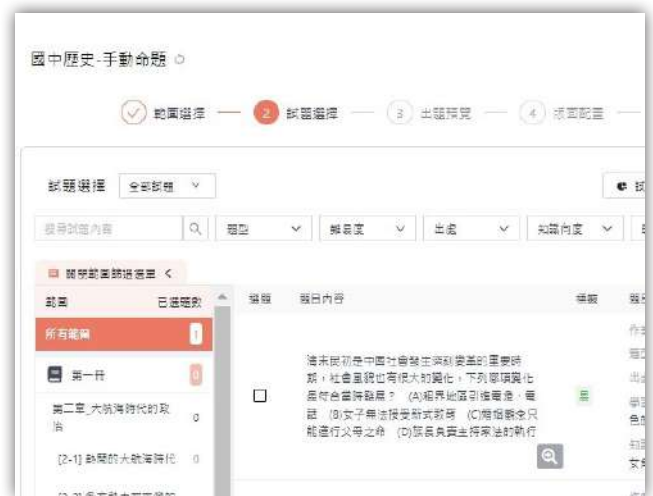 國中歷史-手動命題
範圍選擇
2 試題選擇
3 出題預覽
4 版面配置
試題選擇 全部試題
搜尋試題內容 題型 難易度 出處 知識向度
關閉範圍篩選選單
範圍 已選題數 選題 題目內容 標籤
所有範圍 1
第一冊 0
第二章_大航海時代的政治 0
[2-1] 熱鬧的大航海時代 0
清末民初是中國社會發生劇烈變革的重要時
期,社會風貌也有很大的變化,下列哪項變化
最符合當時發展? (A)租界地區引進電燈、電
話 (B)女子無法接受新式教育 (C)婚姻觀念只
能遵行父母之命 (D)族長負責主持家法的執行